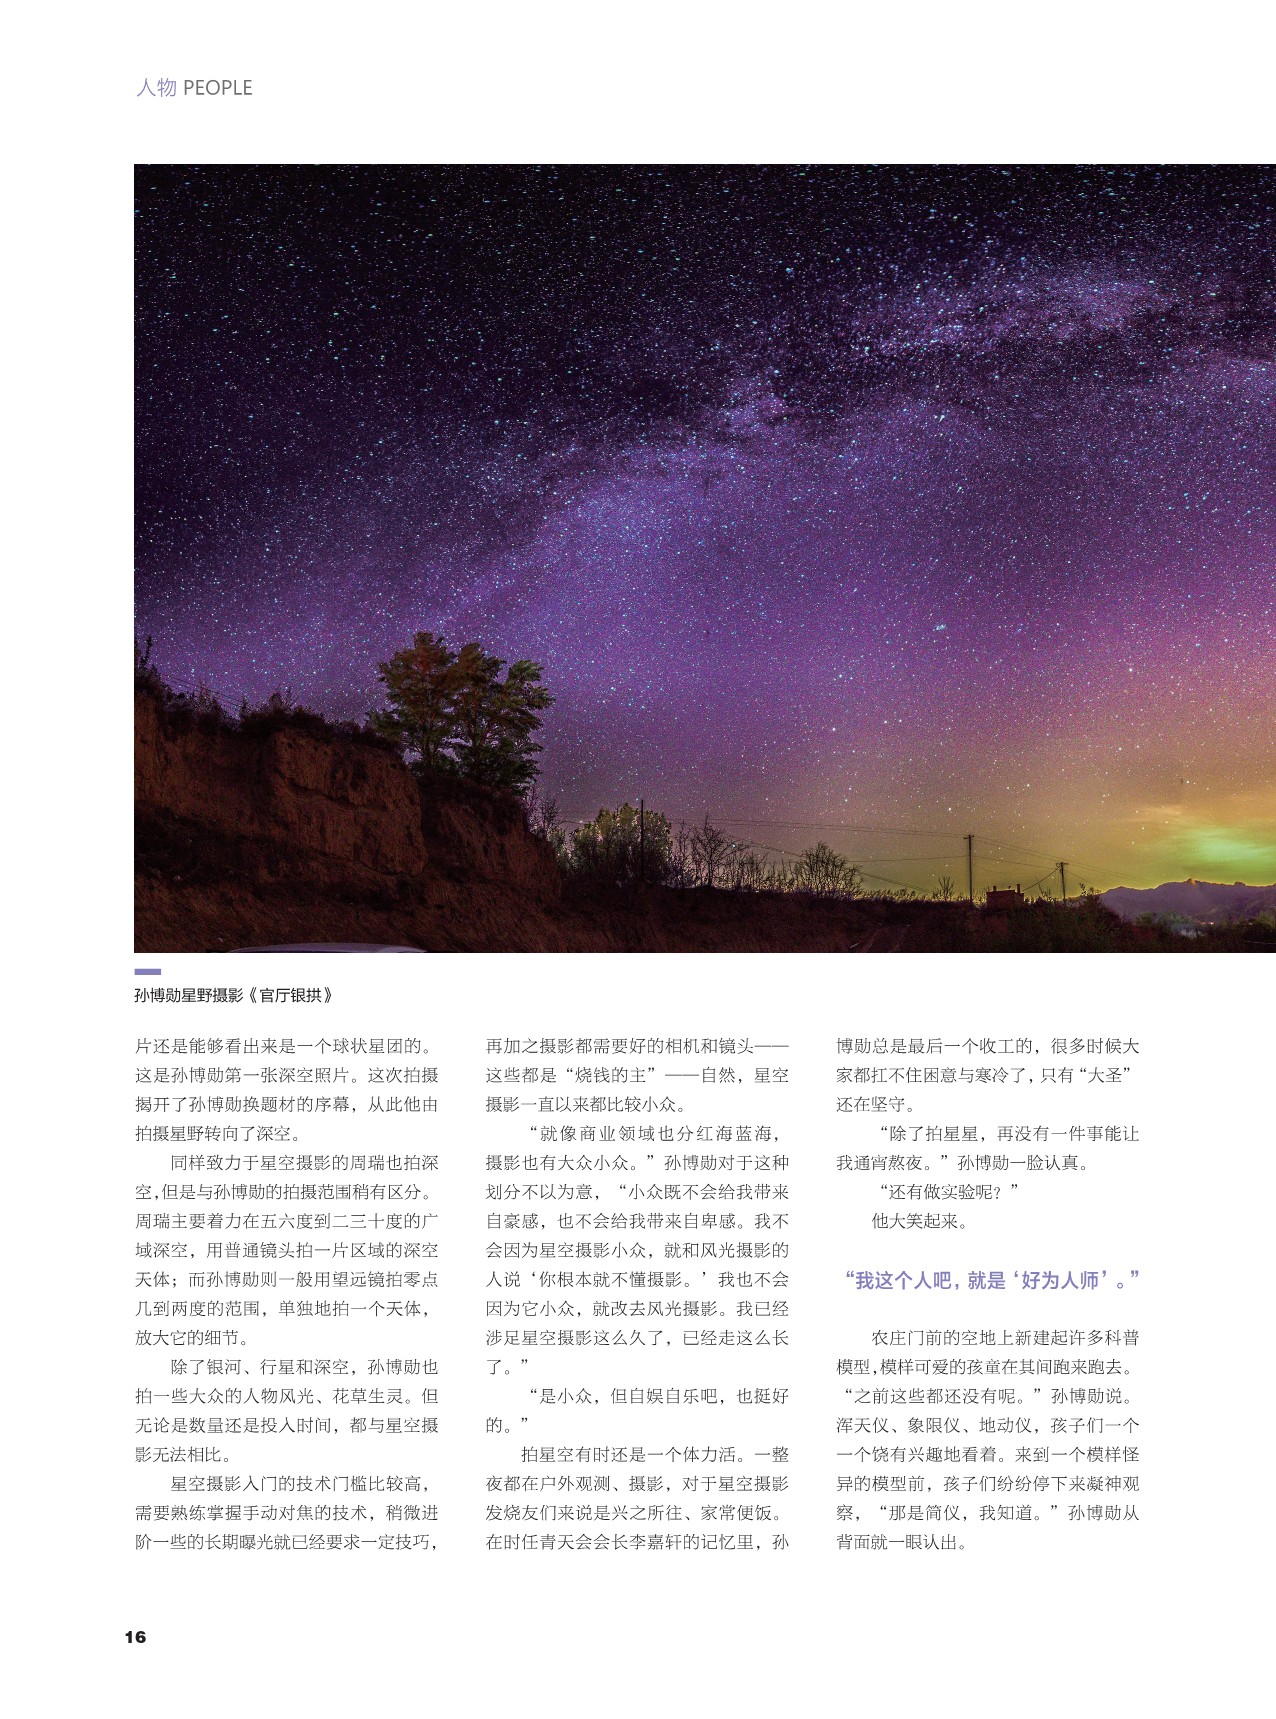 人物 PEOPLE
孙博勋星野摄影《官厅银拱》
片还是能够看出来是一个球状星团的。
这是孙博勋第一张深空照片。这次拍摄
揭开了孙博勋换题材的序幕，从此他由
拍摄星野转向了深空。
同样致力于星空摄影的周瑞也拍深
空，但是与孙博勋的拍摄范围稍有区分。
周瑞主要着力在五六度到二三十度的广
域深空，用普通镜头拍一片区域的深空
天体；而孙博勋则一般用望远镜拍零点
几到两度的范围，单独地拍一个天体，
放大它的细节。
除了银河、行星和深空，孙博勋也
拍一些大众的人物风光、花草生灵。但
无论是数量还是投入时间，都与星空摄
影无法相比。
星空摄影入门的技术门槛比较高，
需要熟练掌握手动对焦的技术，稍微进
阶一些的长期曝光就已经要求一定技巧，
再加之摄影都需要好的相机和镜头——
这些都是“烧钱的主”——自然，星空
摄影一直以来都比较小众。
“就像商业领域也分红海蓝海，
摄影也有大众小众。”孙博勋对于这种
划分不以为意，“小众既不会给我带来
自豪感，也不会给我带来自卑感。我不
会因为星空摄影小众，就和风光摄影的
人说‘你根本就不懂摄影。’我也不会
因为它小众，就改去风光摄影。我已经
涉足星空摄影这么久了，已经走这么长
了。”
“是小众，但自娱自乐吧，也挺好
的。”
拍星空有时还是一个体力活。一整
夜都在户外观测、摄影，对于星空摄影
发烧友们来说是兴之所往、家常便饭。
在时任青天会会长李嘉轩的记忆里，孙
博勋总是最后一个收工的，很多时候大
家都扛不住困意与寒冷了，只有“大圣”
还在坚守。
“除了拍星星，再没有一件事能让
我通宵熬夜。”孙博勋一脸认真。
“还有做实验呢？”
他大笑起来。
“我这个人吧，就是‘好为人师’。”
农庄门前的空地上新建起许多科普
模型，模样可爱的孩童在其间跑来跑去。
“之前这些都还没有呢。”孙博勋说。
浑天仪、象限仪、地动仪，孩子们一个
一个饶有兴趣地看着。来到一个模样怪
异的模型前，孩子们纷纷停下来凝神观
察，“那是简仪，我知道。”孙博勋从
背面就一眼认出。
16